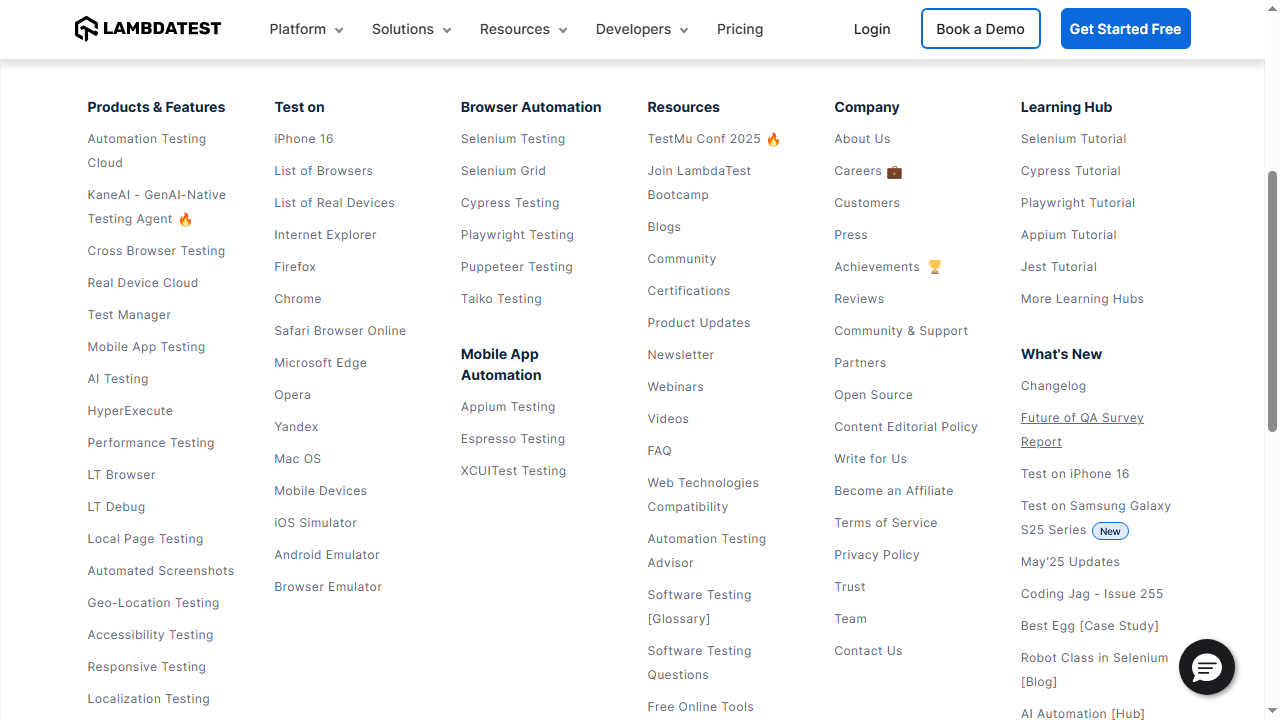 LAMBDATEST
Platform
Solutions
Resources
Developers
Pricing
Login
Book a Demo
Get Started Free
Products & Features
Automation Testing
Cloud
KaneAI - GenAI-Native
Testing Agent 🔥
Cross Browser Testing
Real Device Cloud
Test Manager
Mobile App Testing
AI Testing
HyperExecute
Performance Testing
LT Browser
LT Debug
Local Page Testing
Automated Screenshots
Geo-Location Testing
Accessibility Testing
Responsive Testing
Localization Testing
Test on
iPhone 16
List of Browsers
List of Real Devices
Internet Explorer
Firefox
Chrome
Safari Browser Online
Microsoft Edge
Opera
Yandex
Mac OS
Mobile Devices
iOS Simulator
Android Emulator
Browser Emulator
Browser Automation
Selenium Testing
Selenium Grid
Cypress Testing
Playwright Testing
Puppeteer Testing
Taiko Testing
Mobile App
Automation
Appium Testing
Espresso Testing
XCUITest Testing
Resources
TestMu Conf 2025 🔥
Join LambdaTest
Bootcamp
Blogs
Community
Certifications
Product Updates
Newsletter
Webinars
Videos
FAQ
Web Technologies
Compatibility
Automation Testing
Advisor
Software Testing
[Glossary]
Software Testing
Questions
Free Online Tools
Company
About Us
Careers 💼
Customers
Press
Achievements 🏆
Reviews
Community & Support
Partners
Open Source
Content Editorial Policy
Write for Us
Become an Affiliate
Terms of Service
Privacy Policy
Trust
Team
Contact Us
Learning Hub
Selenium Tutorial
Cypress Tutorial
Playwright Tutorial
Appium Tutorial
Jest Tutorial
More Learning Hubs
What's New
Changelog
Future of QA Survey
Report
Test on iPhone 16
Test on Samsung Galaxy
S25 Series New
May'25 Updates
Coding Jag - Issue 255
Best Egg [Case Study]
Robot Class in Selenium
[Blog]
AI Automation [Hub]